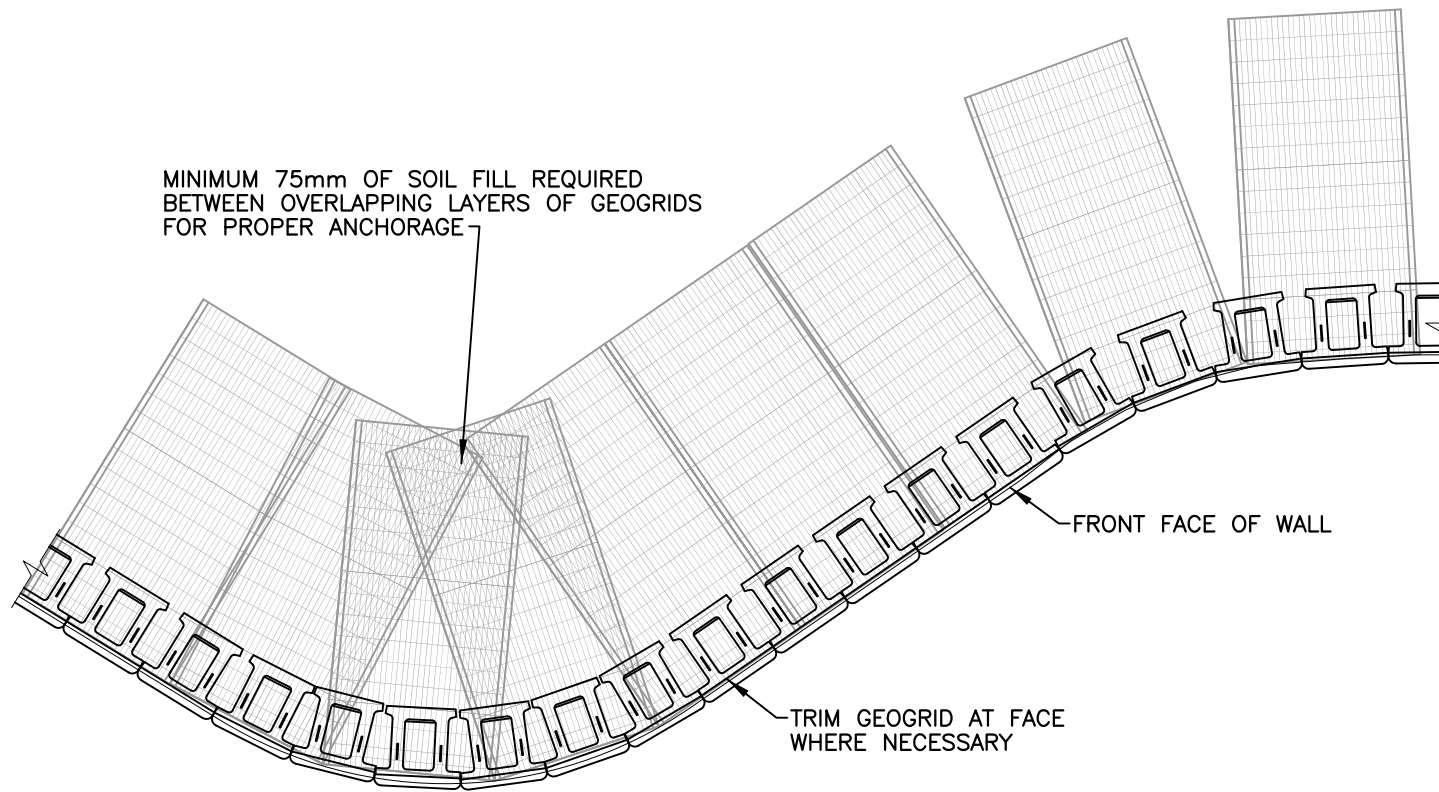 MINIMUM 75mm OF SOIL FILL REQUIRED
BETWEEN OVERLAPPING LAYERS OF GEOGRIDS
FOR PROPER ANCHORAGE
FRONT FACE OF WALL
TRIM GEOGRID AT FACE
WHERE NECESSARY